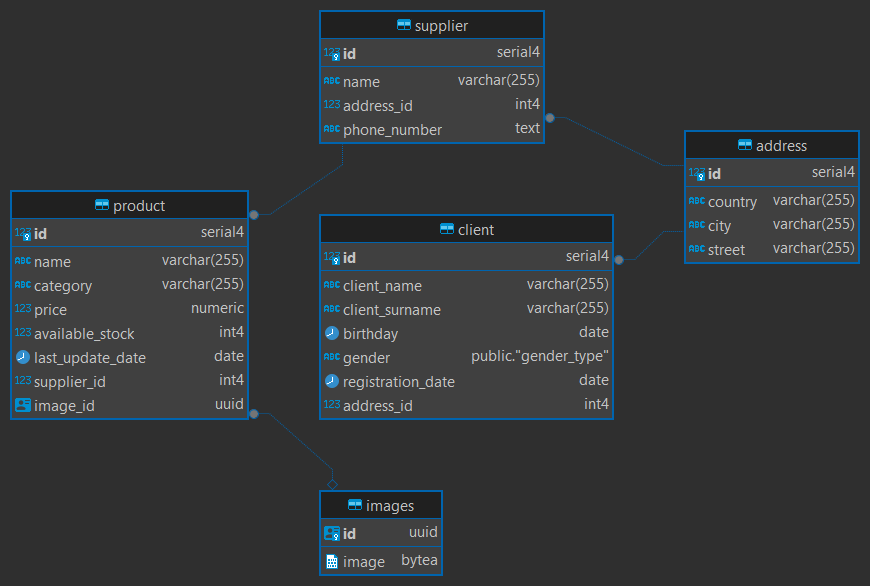 supplier
123 id serial4
ABC name varchar(255)
123 address_id int4
ABC phone_number text
address
123 id serial4
ABC country varchar(255)
ABC city varchar(255)
ABC street varchar(255)
product
123 id serial4
ABC name varchar(255)
ABC category varchar(255)
123 price numeric
123 available_stock int4
last_update_date date
123 supplier_id int4
image_id uuid
client
123 id serial4
ABC client_name varchar(255)
ABC client_surname varchar(255)
birthday date
ABC gender public."gender_type"
registration_date date
123 address_id int4
images
id uuid
image bytea